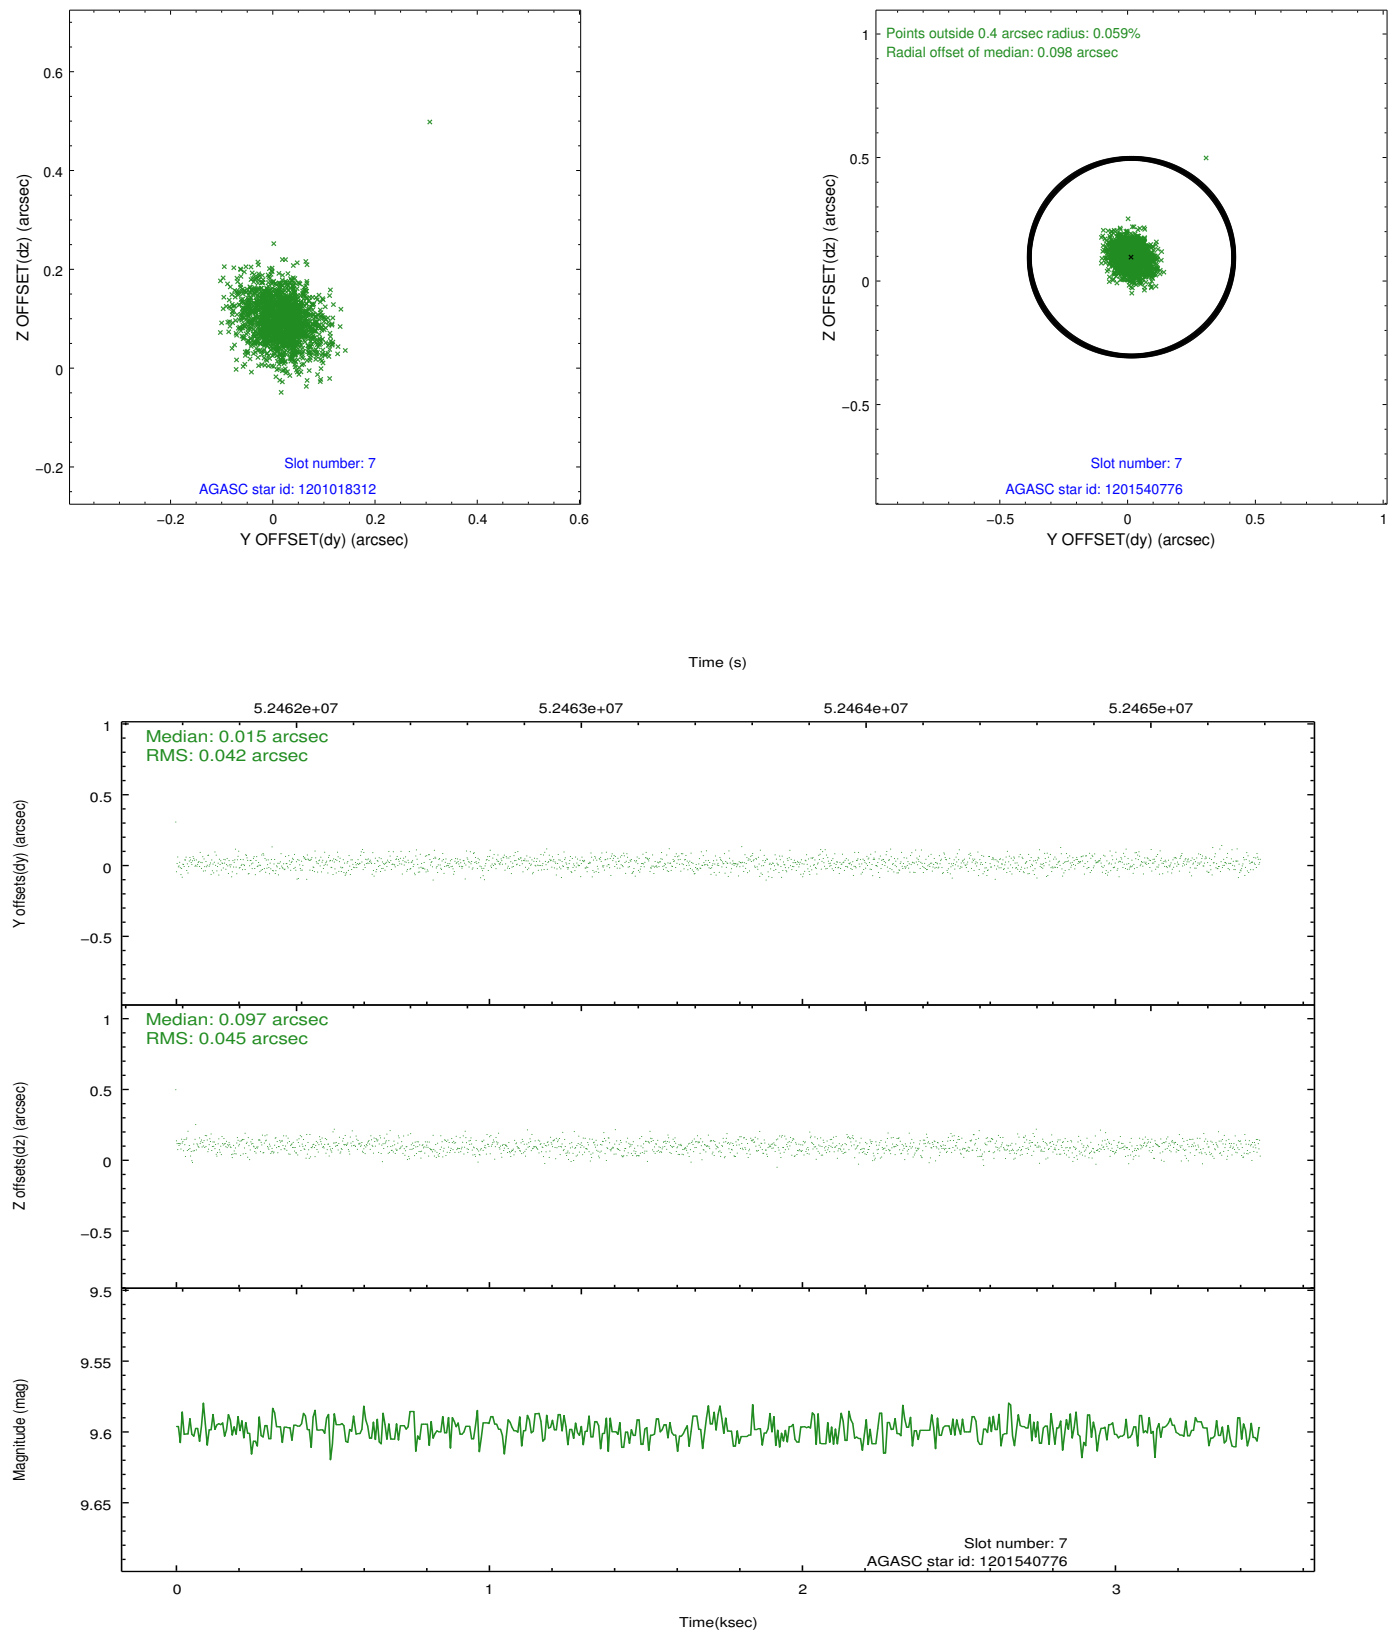 0.6
0.4
0.2
0
−0.2
Z OFFSET(dz) (arcsec)
Slot number: 7
AGASC star id: 1201018312
−0.2 0 0.2 0.4 0.6
Y OFFSET(dy) (arcsec)
Points outside 0.4 arcsec radius: 0.059%
Radial offset of median: 0.098 arcsec
1
0.5
0
−0.5
Z OFFSET(dz) (arcsec)
Slot number: 7
AGASC star id: 1201540776
−0.5 0 0.5 1
Y OFFSET(dy) (arcsec)
Time (s)
5.2462e+07 5.2463e+07 5.2464e+07 5.2465e+07
Median: 0.015 arcsec
RMS: 0.042 arcsec
1
0.5
0
−0.5
Y offsets(dy) (arcsec)
Median: 0.097 arcsec
RMS: 0.045 arcsec
1
0.5
0
−0.5
Z offsets(dz) (arcsec)
9.5
9.55
9.6
9.65
Magnitude (mag)
Slot number: 7
AGASC star id: 1201540776
0 1 2 3
Time(ksec)